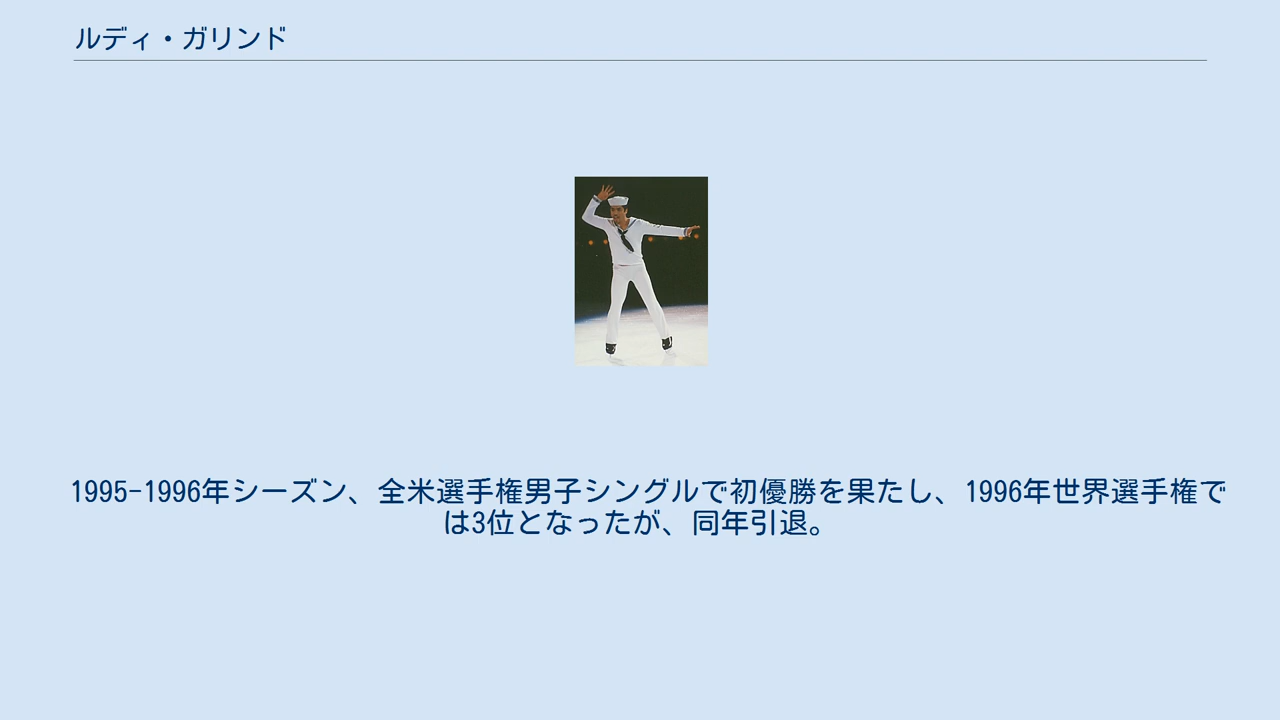 ルディ・ガリンド
1995-1996年シーズン、全米選手権男子シングルで初優勝を果たし、1996年世界選手権で
は3位となったが、同年引退。